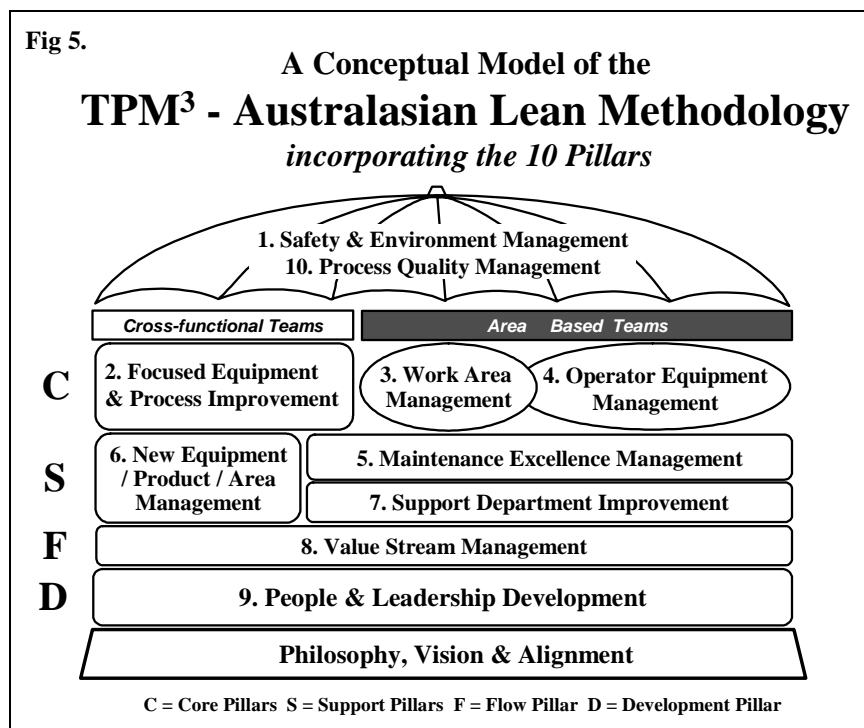 Fig 5.
A Conceptual Model of the
TPM³ - Australasian Lean Methodology
incorporating the 10 Pillars
1. Safety & Environment Management
10. Process Quality Management
Cross-functional Teams
Area Based Teams
C
2. Focused Equipment
& Process Improvement
3. Work Area
Management
4. Operator Equipment
Management
S
6. New Equipment
/ Product / Area
Management
5. Maintenance Excellence Management
7. Support Department Improvement
F
8. Value Stream Management
D
9. People & Leadership Development
Philosophy, Vision & Alignment
C = Core Pillars S = Support Pillars F = Flow Pillar D = Development Pillar